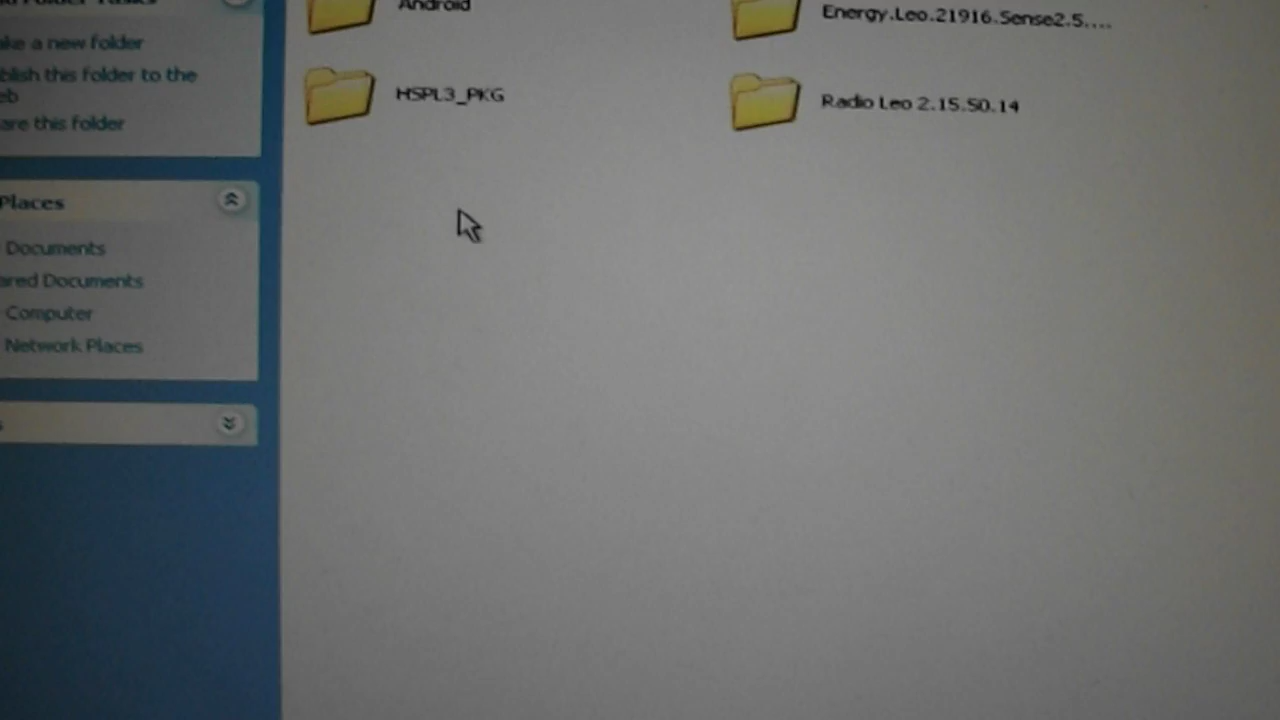 Android
Energy.Leo.21916.Sense2.5....
ke a new folder
blish this folder to the
eb
HSPL3_PKG
Radio Leo 2.15.50.14
are this folder
Places
Documents
ared Documents
Computer
Network Places